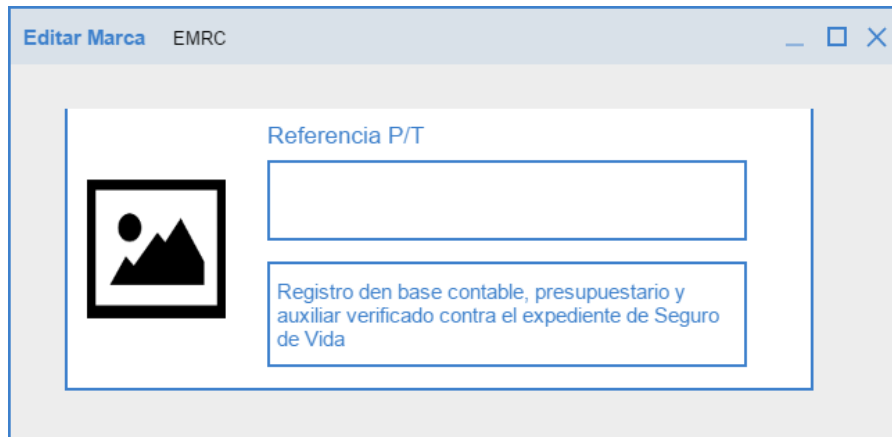 Editar Marca EMRC
Referencia P/T
Registro den base contable, presupuestario y
auxiliar verificado contra el expediente de Seguro
de Vida